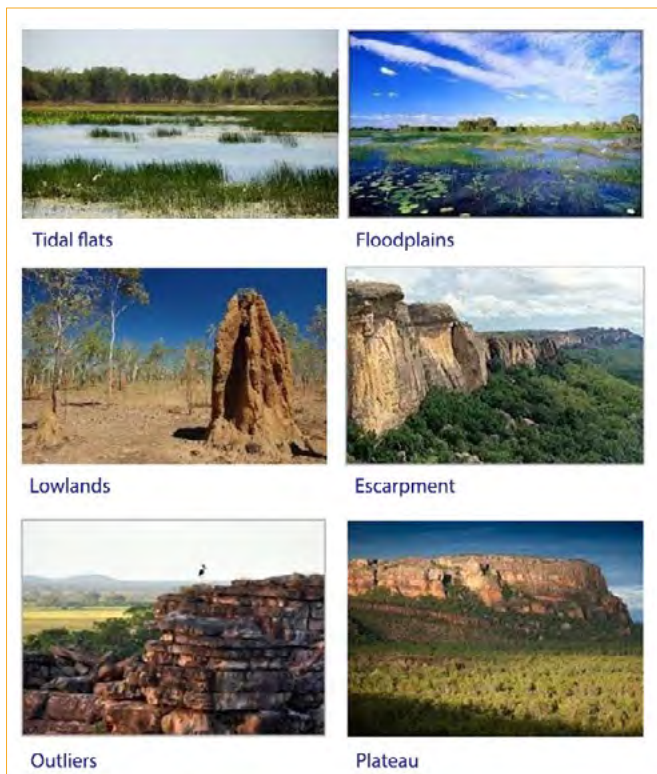 Tidal flats
Floodplains
Lowlands
Escarpment
Outliers
Plateau